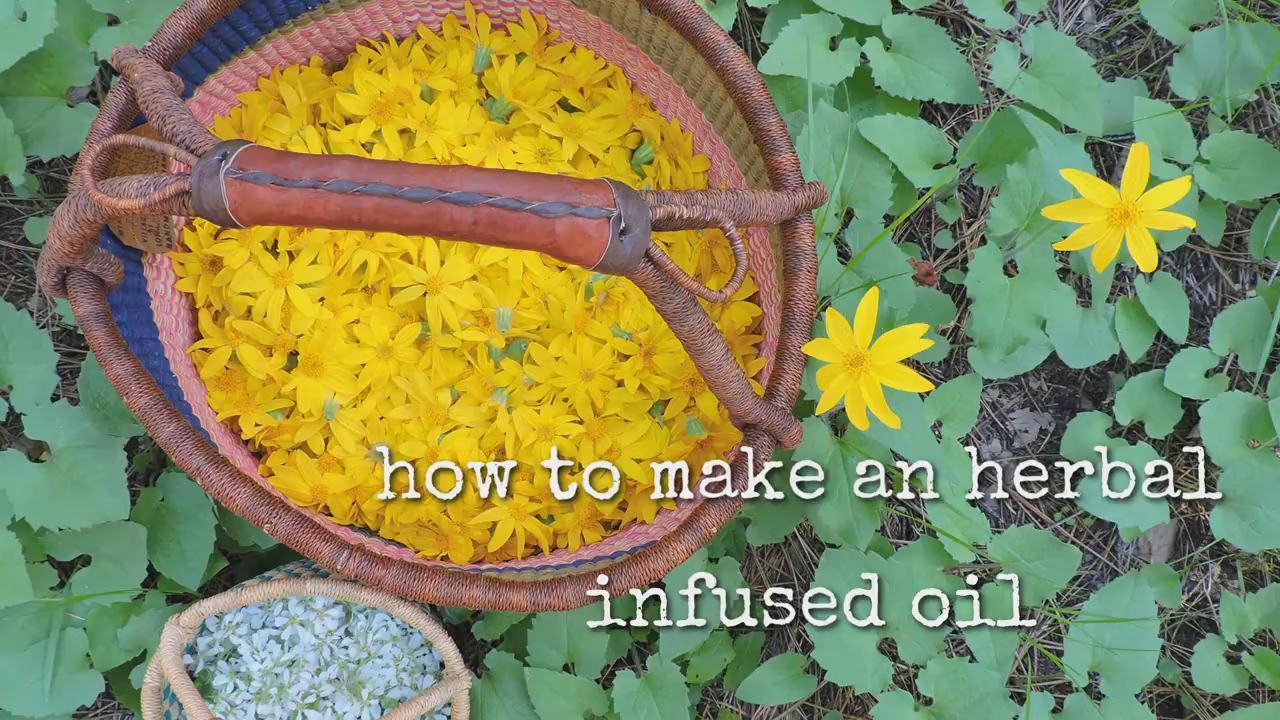 how to make an herbal
infused oil